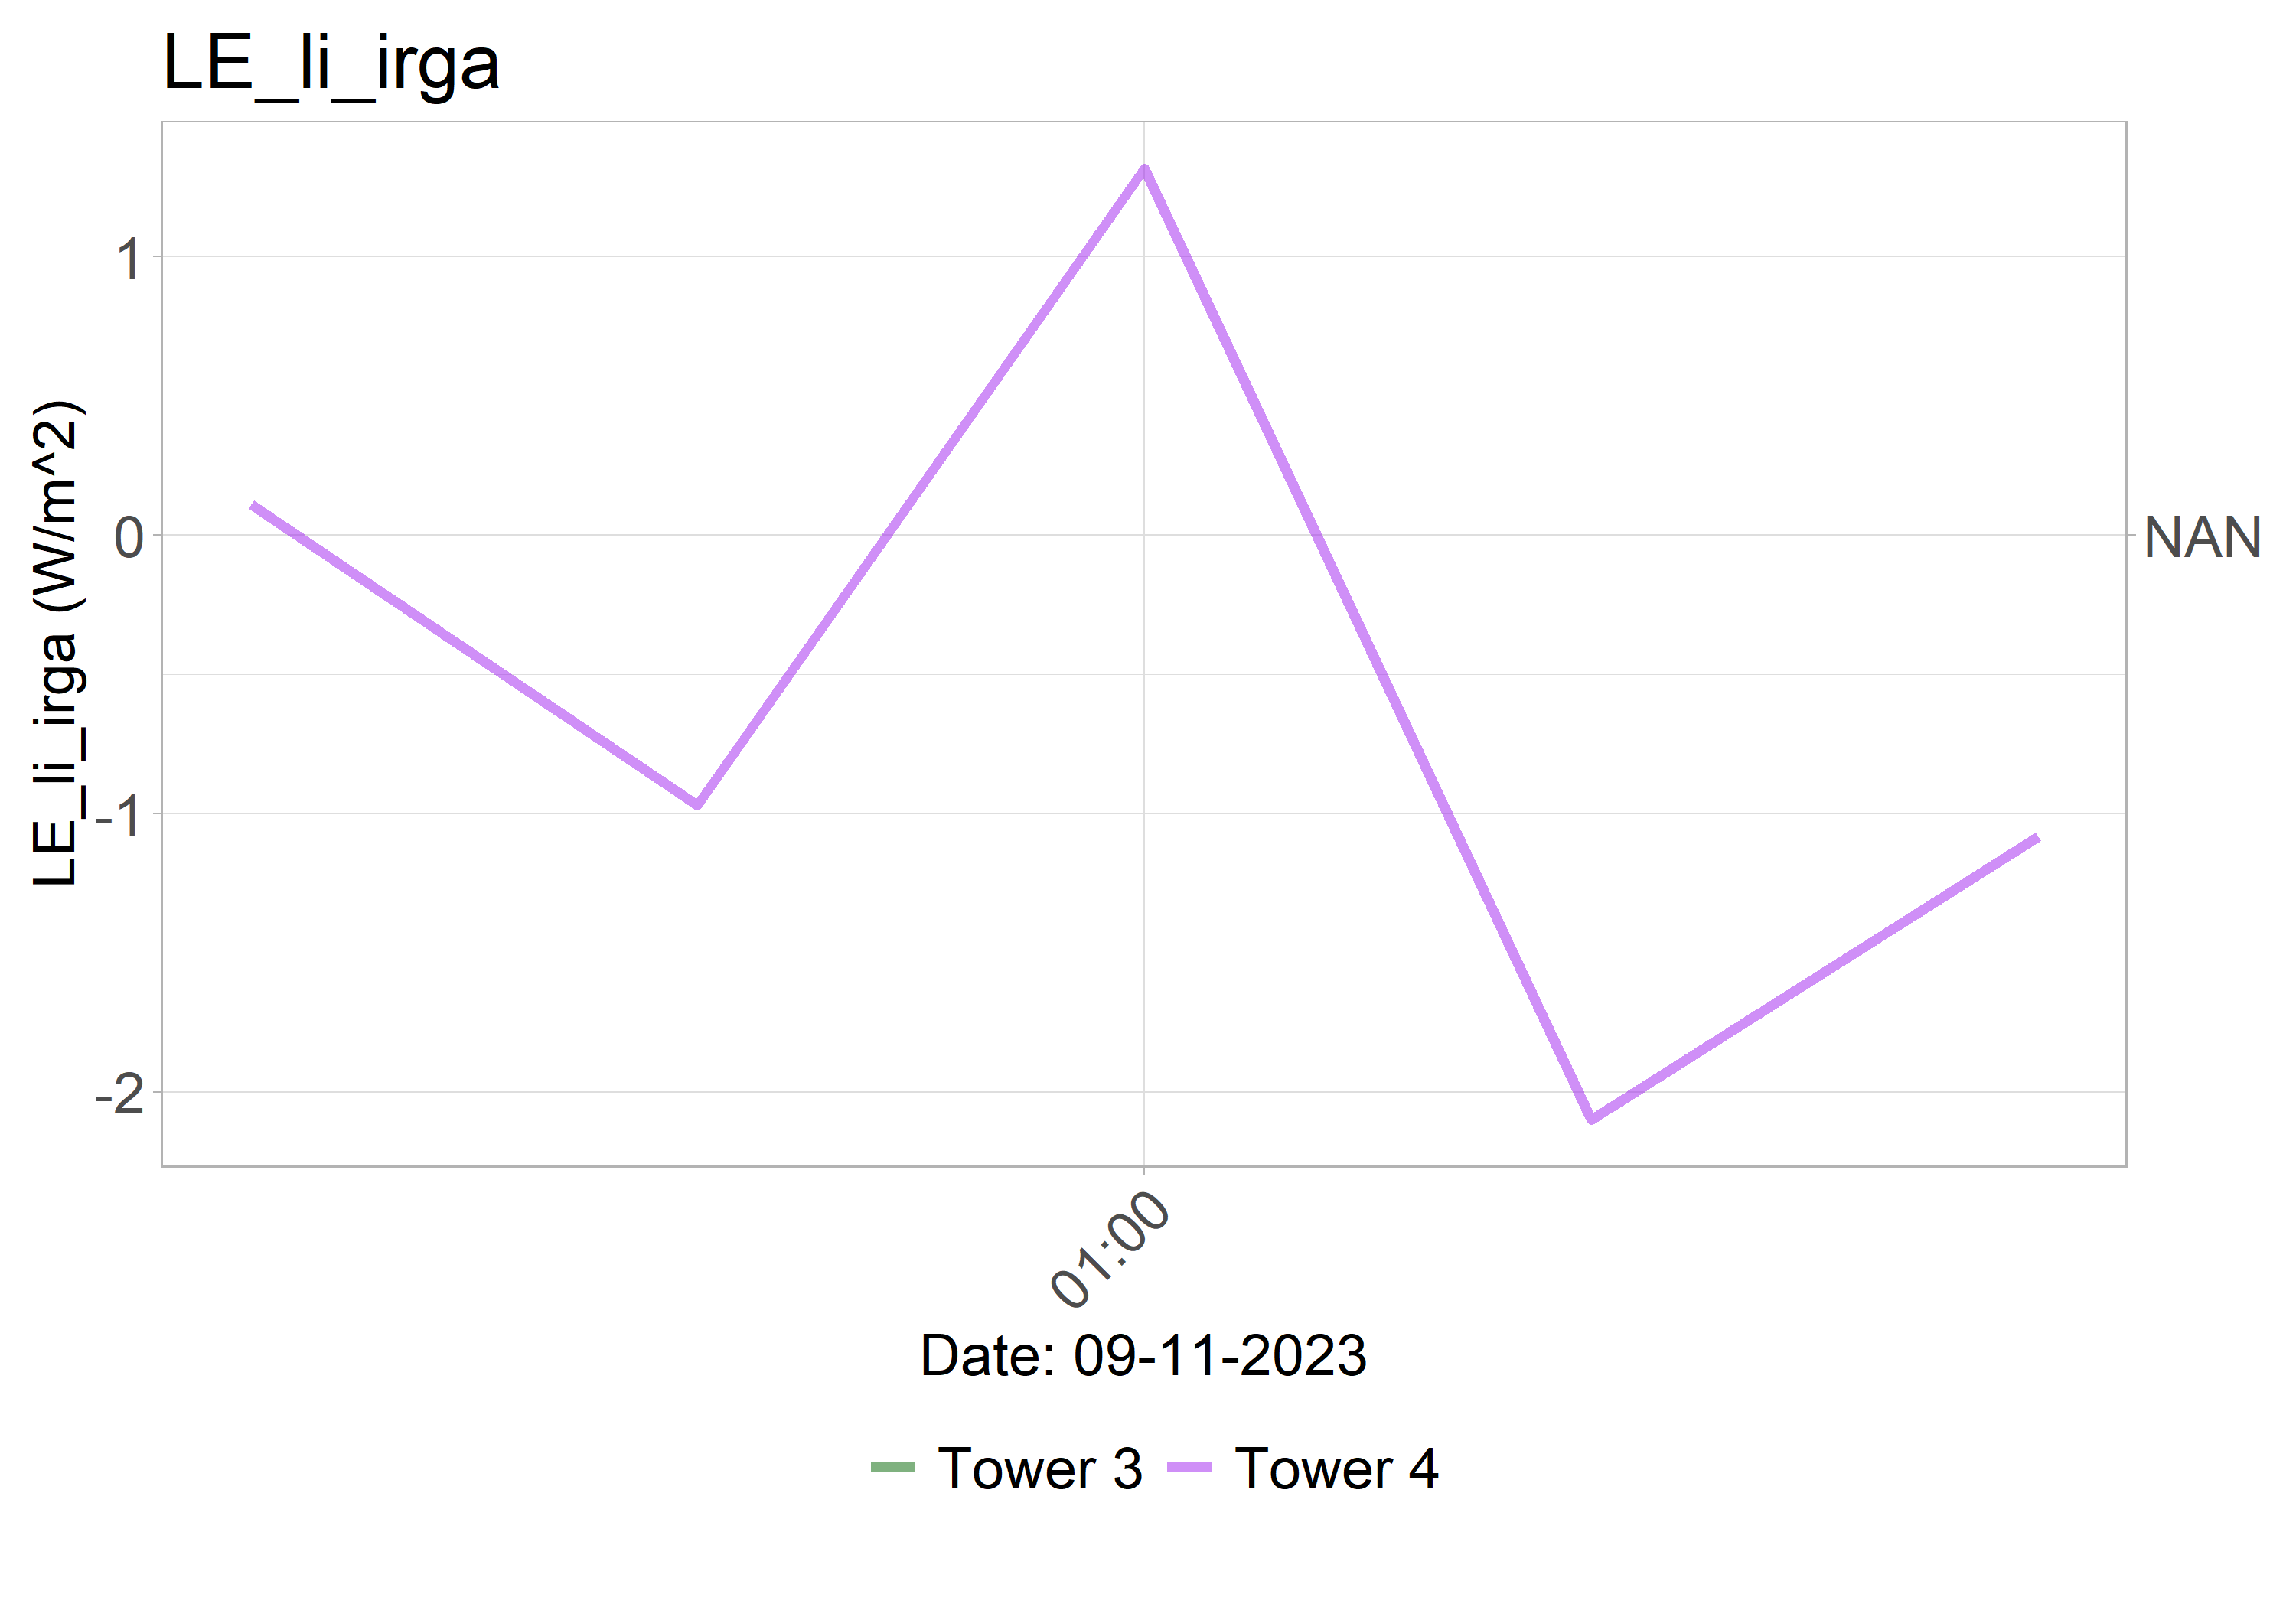 LE_li_irga
LE_li_irga (W/m^2)
1
0
-1
-2
NAN
01:00
Date: 09-11-2023
Tower 3
Tower 4